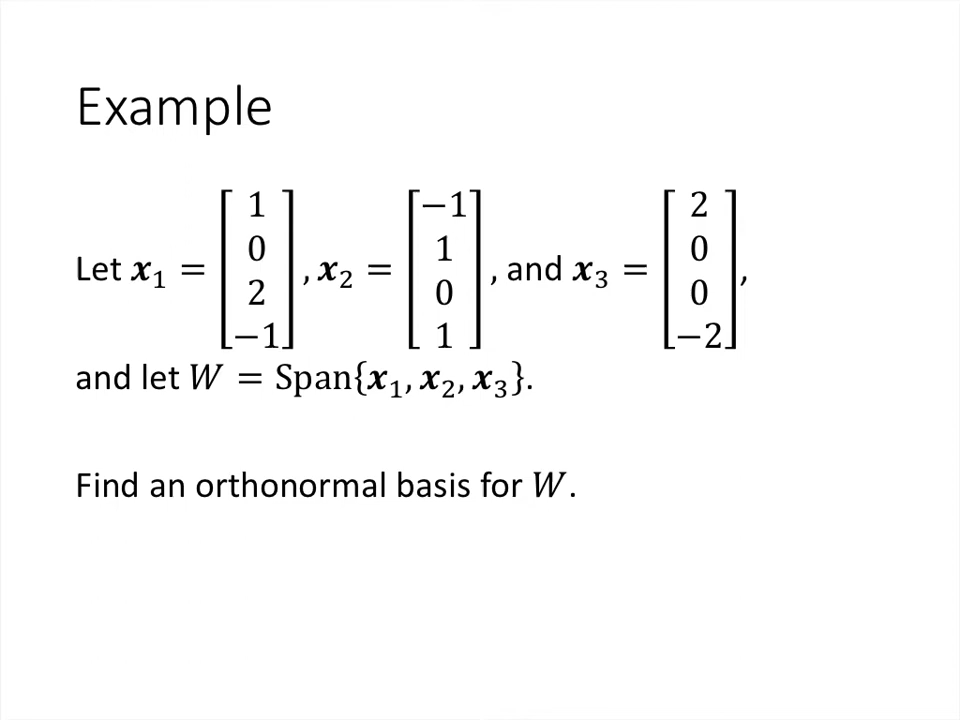 Example
Let 𝒙₁ = [1 0 2 −1], 𝒙₂ = [−1 1 0 1], and 𝒙₃ = [2 0 0 −2],
and let 𝑊 = Span{𝒙₁, 𝒙₂, 𝒙₃}.
Find an orthonormal basis for 𝑊.